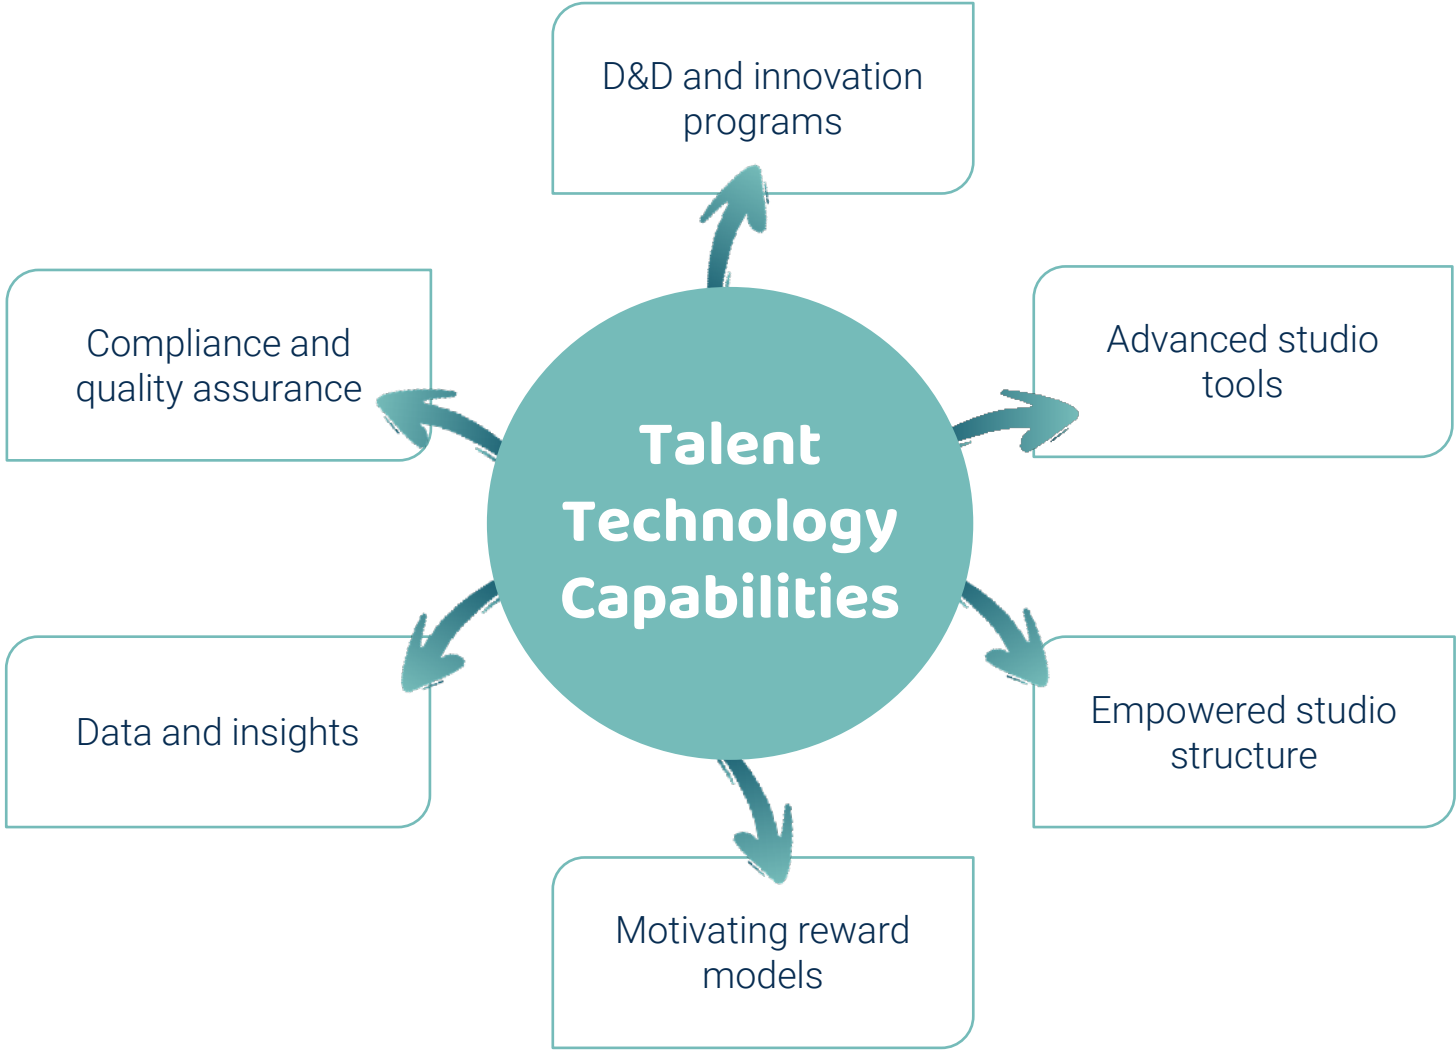 D&D and innovation
programs
Compliance and
quality assurance
Advanced studio
tools
Talent
Technology
Capabilities
Data and insights
Empowered studio
structure
Motivating reward
models